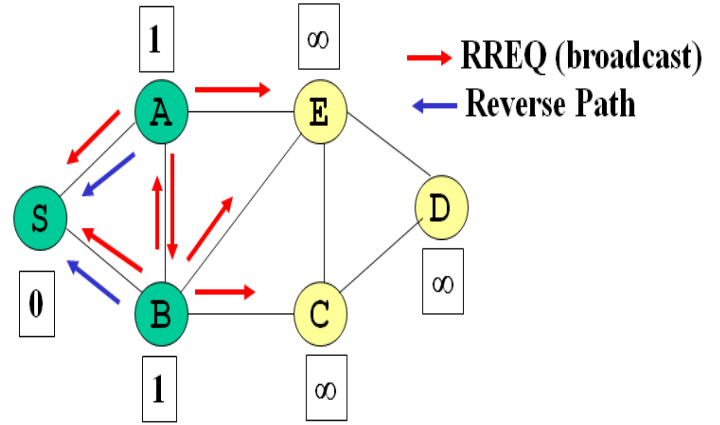 1
∞
RREQ (broadcast)
Reverse Path
A
E
S
D
0
∞
B
C
1
∞